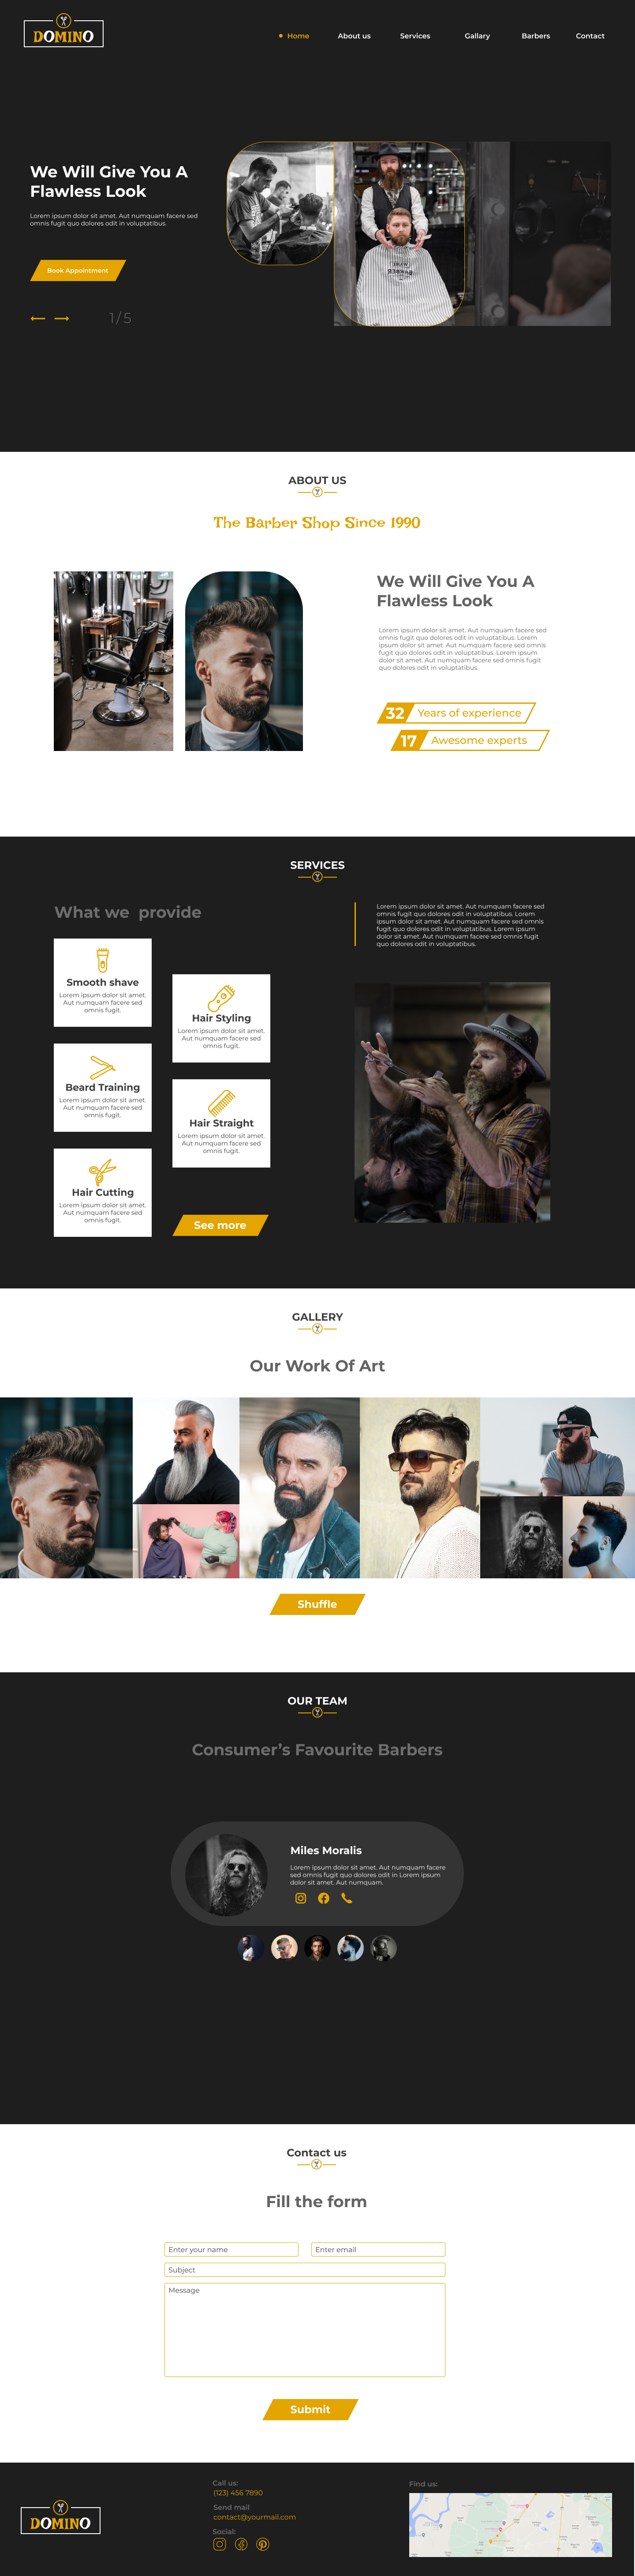 DOMINO
Home
About us
Services
Gallary
Barbers
Contact
We Will Give You A
Flawless Look
Lorem ipsum dolor sit amet. Aut numquam facere sed
omnis fugit quo dolores odit in voluptatibus.
Book Appointment
1/5
ABOUT US
The Barber Shop Since 1990
We Will Give You A
Flawless Look
Lorem ipsum dolor sit amet. Aut numquam facere sed
omnis fugit quo dolores odit in voluptatibus. Lorem
ipsum dolor sit amet. Aut numquam facere sed omnis
fugit quo dolores odit in voluptatibus. Lorem ipsum
dolor sit amet. Aut numquam facere sed omnis fugit
quo dolores odit in voluptatibus.
32 Years of experience
17 Awesome experts
SERVICES
What we provide
Lorem ipsum dolor sit amet. Aut numquam facere sed
omnis fugit quo dolores odit in voluptatibus. Lorem
ipsum dolor sit amet. Aut numquam facere sed omnis
fugit quo dolores odit in voluptatibus. Lorem ipsum
dolor sit amet. Aut numquam facere sed omnis fugit
quo dolores odit in voluptatibus.
Smooth shave
Lorem ipsum dolor sit amet.
Aut numquam facere sed
omnis fugit.
Hair Styling
Lorem ipsum dolor sit amet.
Aut numquam facere sed
omnis fugit.
Beard Training
Lorem ipsum dolor sit amet.
Aut numquam facere sed
omnis fugit.
Hair Straight
Lorem ipsum dolor sit amet.
Aut numquam facere sed
omnis fugit.
Hair Cutting
Lorem ipsum dolor sit amet.
Aut numquam facere sed
omnis fugit.
See more
GALLERY
Our Work Of Art
Shuffle
OUR TEAM
Consumer's Favourite Barbers
Miles Moralis
Lorem ipsum dolor sit amet. Aut numquam facere
sed omnis fugit quo dolores odit in Lorem ipsum
dolor sit amet. Aut numquam.
Contact us
Fill the form
Enter your name
Enter email
Subject
Message
Submit
DOMINO
Call us:
(123) 456 7890
Send mail
contact@yourmail.com
Social:
Find us: